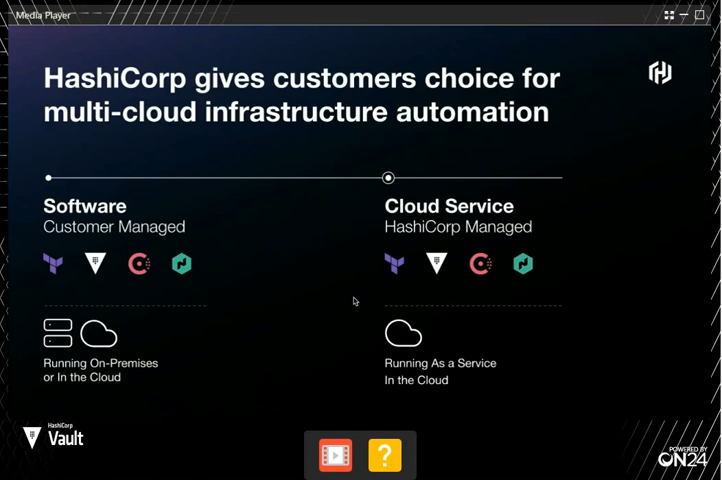 Media Player
HashiCorp gives customers choice for
multi-cloud infrastructure automation
Software
Customer Managed
Cloud Service
HashiCorp Managed
Running On-Premises
or In the Cloud
Running As a Service
In the Cloud
HashiCorp
Vault
?
POWERED BY
ON24